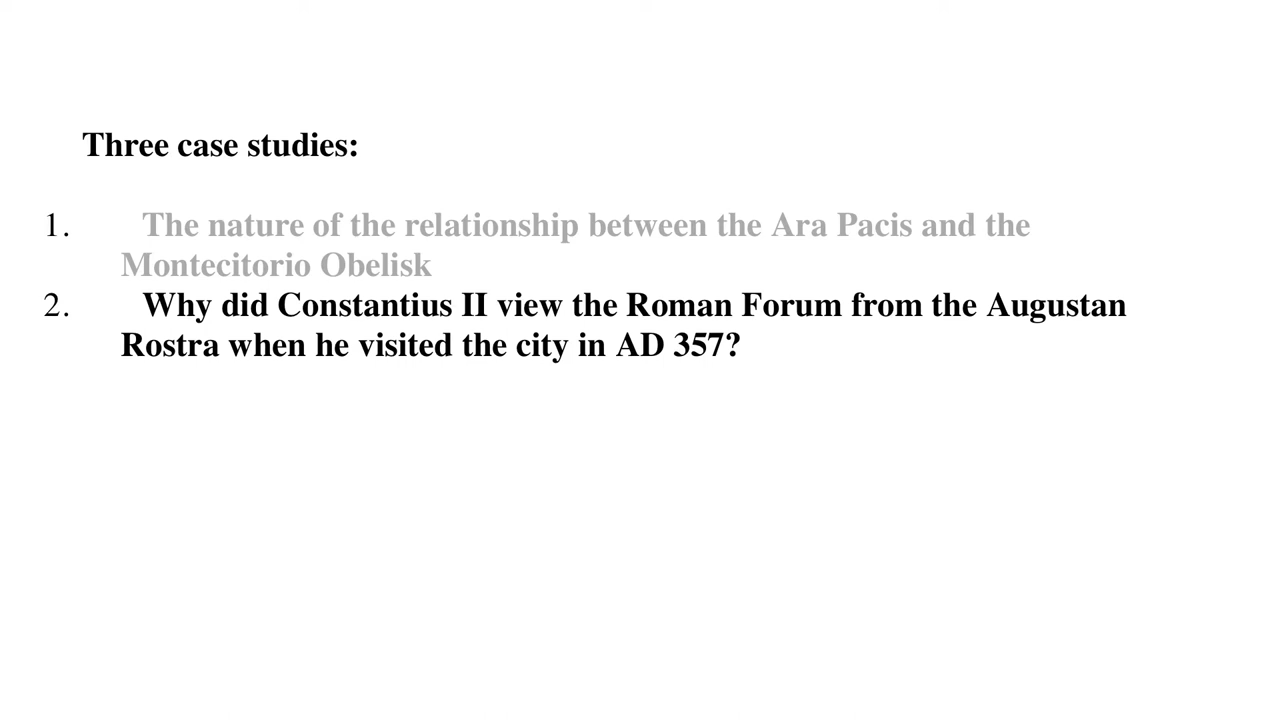 Three case studies:
1. The nature of the relationship between the Ara Pacis and the
Montecitorio Obelisk
2. Why did Constantius II view the Roman Forum from the Augustan
Rostra when he visited the city in AD 357?